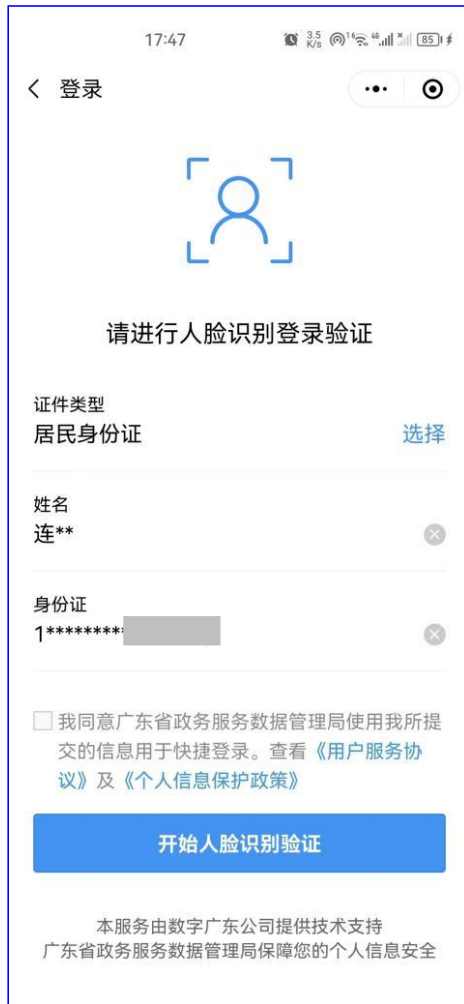 17:47
3.5 K/s 16 46 85
登录
请进行人脸识别登录验证
证件类型
居民身份证 选择
姓名
连**
身份证
1*********
我同意广东省政务服务数据管理局使用我所提
交的信息用于快捷登录。查看《用户服务协
议》及《个人信息保护政策》
开始人脸识别验证
本服务由数字广东公司提供技术支持
广东省政务服务数据管理局保障您的个人信息安全